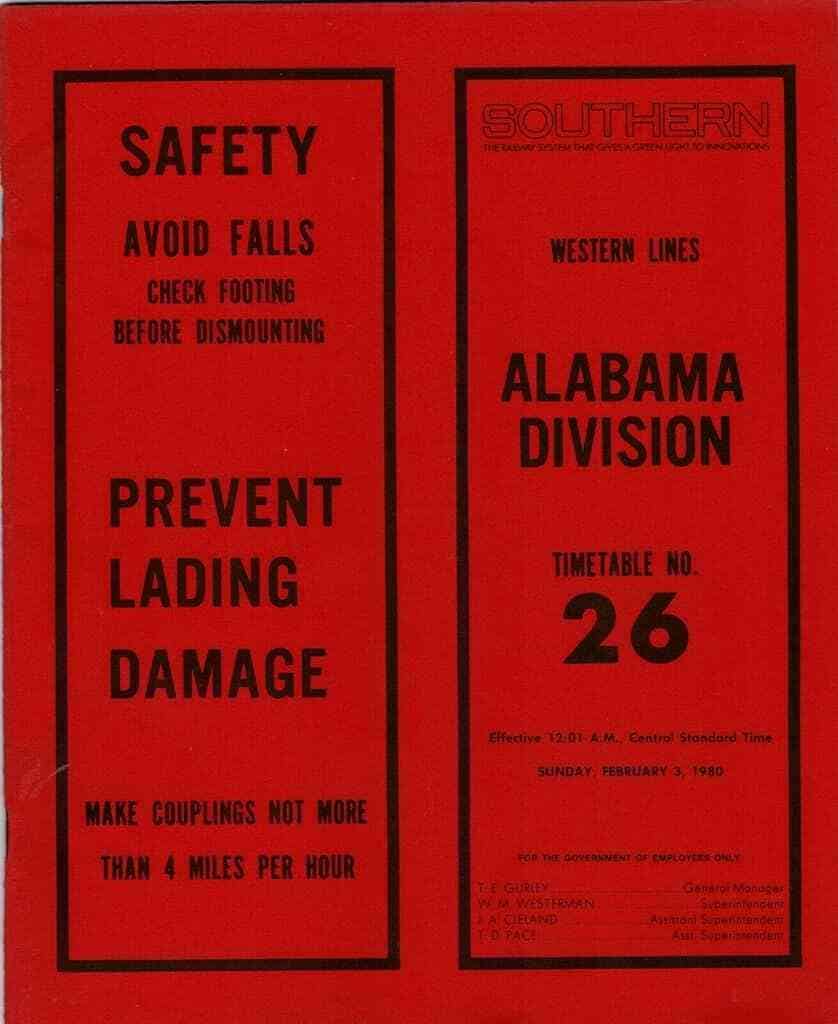 SAFETY
AVOID FALLS
CHECK FOOTING
BEFORE DISMOUNTING
PREVENT
LADING
DAMAGE
MAKE COUPLINGS NOT MORE
THAN 4 MILES PER HOUR
SOUTHERN
THE RAILWAY SYSTEM THAT GIVES A GREEN LIGHT TO INNOVATIONS
WESTERN LINES
ALABAMA
DIVISION
TIMETABLE NO.
26
Effective 12:01 A.M., Central Standard Time
SUNDAY, FEBRUARY 3, 1980
FOR THE GOVERNMENT OF EMPLOYEES ONLY
T. E. GURLEY General Manager
W. M. WESTERMAN Superintendent
J. A. CLELAND Assistant Superintendent
T. D. PACE Asst. Superintendent